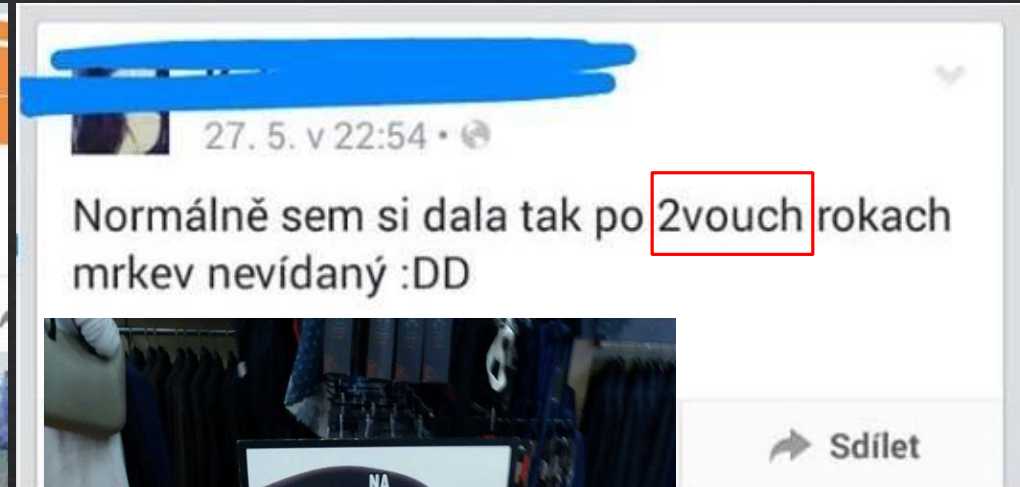 27. 5. v 22:54 •
Normálně sem si dala tak po 2vouch rokach
mrkev nevídaný :DD
NA
Sdílet